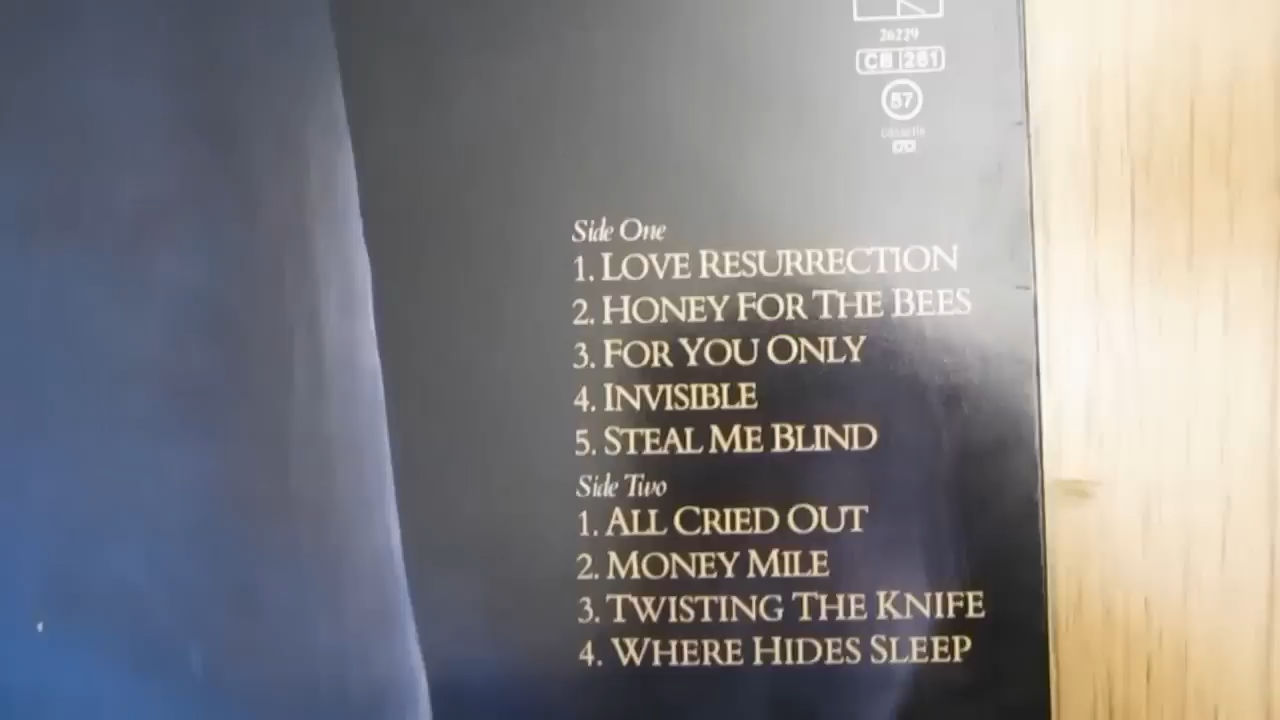 26229
CB 261
57
cassette
Side One
1. LOVE RESURRECTION
2. HONEY FOR THE BEES
3. FOR YOU ONLY
4. INVISIBLE
5. STEAL ME BLIND
Side Two
1. ALL CRIED OUT
2. MONEY MILE
3. TWISTING THE KNIFE
4. WHERE HIDES SLEEP